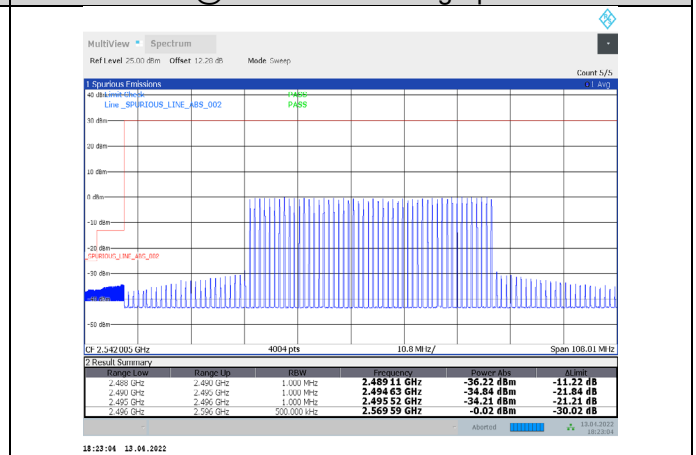 MultiView Spectrum
Ref Level 25.00 dBm Offset 12.28 dB Mode Sweep
Count 5/5
1 Spurious Emissions Avg
40 dBm Limit Check PASS
Line _SPURIOUS_LINE_ABS_002 PASS
30 dBm
20 dBm
10 dBm
0 dBm
-10 dBm
-20 dBm
_SPURIOUS_LINE_ABS_002
-30 dBm
-40 dBm
-50 dBm
CF 2.542005 GHz 4004 pts 10.8 MHz/ Span 108.01 MHz
2 Result Summary
Range Low Range Up RBW Frequency Power Abs ΔLimit
2.488 GHz 2.490 GHz 1.000 MHz 2.489 11 GHz -36.22 dBm -11.22 dB
2.490 GHz 2.495 GHz 1.000 MHz 2.494 63 GHz -34.84 dBm -21.84 dB
2.495 GHz 2.496 GHz 1.000 MHz 2.495 52 GHz -34.21 dBm -21.21 dB
2.496 GHz 2.596 GHz 500.000 kHz 2.569 59 GHz -0.02 dBm -30.02 dB
Aborted 13.04.2022
18:23:04
18:23:04 13.04.2022